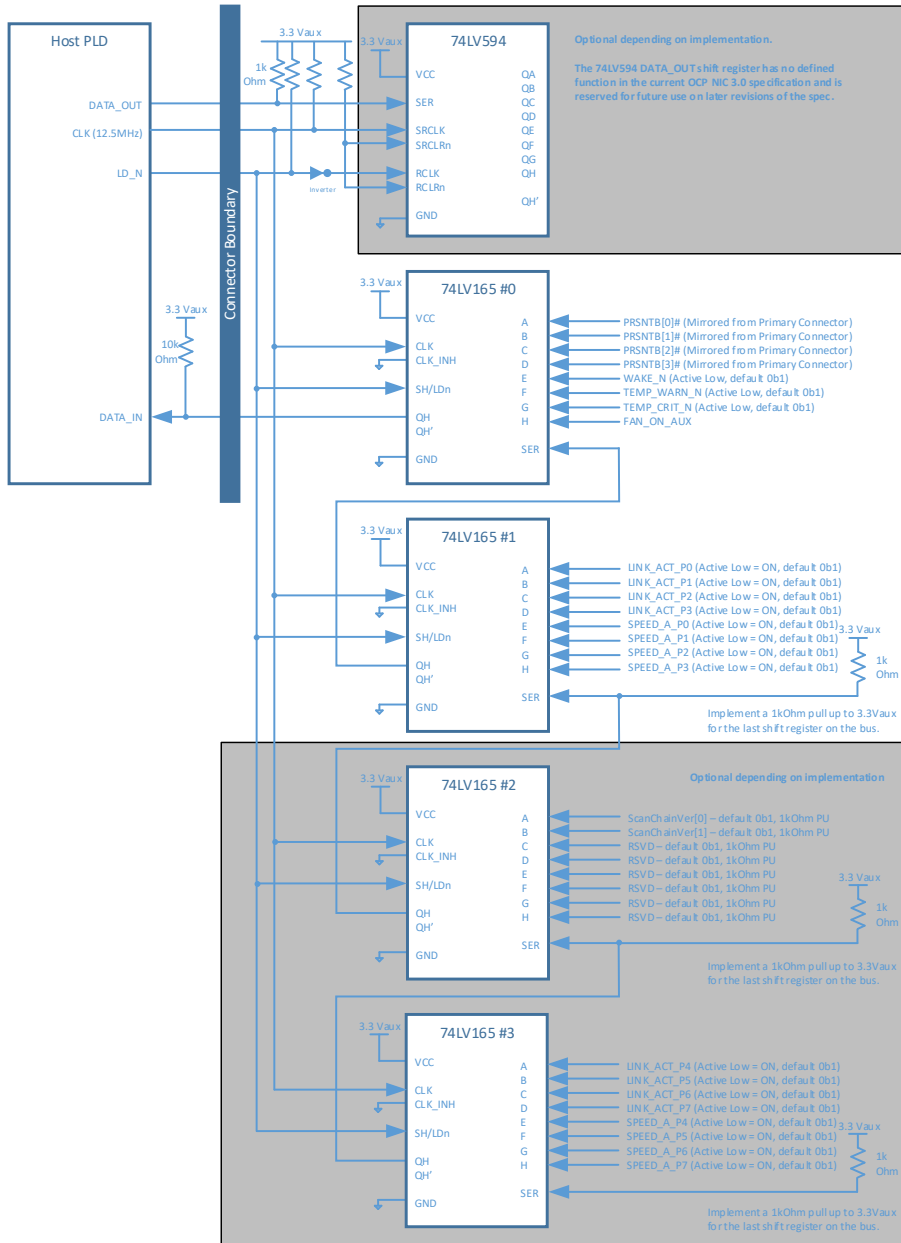 Host PLD
DATA_OUT
CLK (12.5MHz)
LD_N
3.3 Vaux
10k
Ohm
DATA_IN
Connector Boundary
3.3 Vaux
1k
Ohm
Inverter
3.3 Vaux
74LV594
VCC
SER
SRCLK
SRCLRn
RCLK
RCLRn
GND
QA
QB
QC
QD
QE
QF
QG
QH
QH'
Optional depending on implementation.
The 74LV594 DATA_OUT shift register has no defined
function in the current OCP NIC 3.0 specification and is
reserved for future use on later revisions of the spec.
3.3 Vaux
74LV165 #0
VCC
CLK
CLK_INH
SH/LDn
QH
QH'
GND
A
B
C
D
E
F
G
H
SER
PRSNTB[0]# (Mirrored from Primary Connector)
PRSNTB[1]# (Mirrored from Primary Connector)
PRSNTB[2]# (Mirrored from Primary Connector)
PRSNTB[3]# (Mirrored from Primary Connector)
WAKE_N (Active Low, default 0b1)
TEMP_WARN_N (Active Low, default 0b1)
TEMP_CRIT_N (Active Low, default 0b1)
FAN_ON_AUX
3.3 Vaux
74LV165 #1
VCC
CLK
CLK_INH
SH/LDn
QH
QH'
GND
A
B
C
D
E
F
G
H
SER
LINK_ACT_P0 (Active Low = ON, default 0b1)
LINK_ACT_P1 (Active Low = ON, default 0b1)
LINK_ACT_P2 (Active Low = ON, default 0b1)
LINK_ACT_P3 (Active Low = ON, default 0b1)
SPEED_A_P0 (Active Low = ON, default 0b1)
SPEED_A_P1 (Active Low = ON, default 0b1)
SPEED_A_P2 (Active Low = ON, default 0b1)
SPEED_A_P3 (Active Low = ON, default 0b1)
3.3 Vaux
1k
Ohm
Implement a 1kOhm pull up to 3.3Vaux
for the last shift register on the bus.
3.3 Vaux
74LV165 #2
VCC
CLK
CLK_INH
SH/LDn
QH
QH'
GND
A
B
C
D
E
F
G
H
SER
Optional depending on implementation
ScanChainVer[0] – default 0b1, 1kOhm PU
ScanChainVer[1] – default 0b1, 1kOhm PU
RSVD – default 0b1, 1kOhm PU
RSVD – default 0b1, 1kOhm PU
RSVD – default 0b1, 1kOhm PU
RSVD – default 0b1, 1kOhm PU
RSVD – default 0b1, 1kOhm PU
RSVD – default 0b1, 1kOhm PU
3.3 Vaux
1k
Ohm
Implement a 1kOhm pull up to 3.3Vaux
for the last shift register on the bus.
3.3 Vaux
74LV165 #3
VCC
CLK
CLK_INH
SH/LDn
QH
QH'
GND
A
B
C
D
E
F
G
H
SER
LINK_ACT_P4 (Active Low = ON, default 0b1)
LINK_ACT_P5 (Active Low = ON, default 0b1)
LINK_ACT_P6 (Active Low = ON, default 0b1)
LINK_ACT_P7 (Active Low = ON, default 0b1)
SPEED_A_P4 (Active Low = ON, default 0b1)
SPEED_A_P5 (Active Low = ON, default 0b1)
SPEED_A_P6 (Active Low = ON, default 0b1)
SPEED_A_P7 (Active Low = ON, default 0b1)
3.3 Vaux
1k
Ohm
Implement a 1kOhm pull up to 3.3Vaux
for the last shift register on the bus.